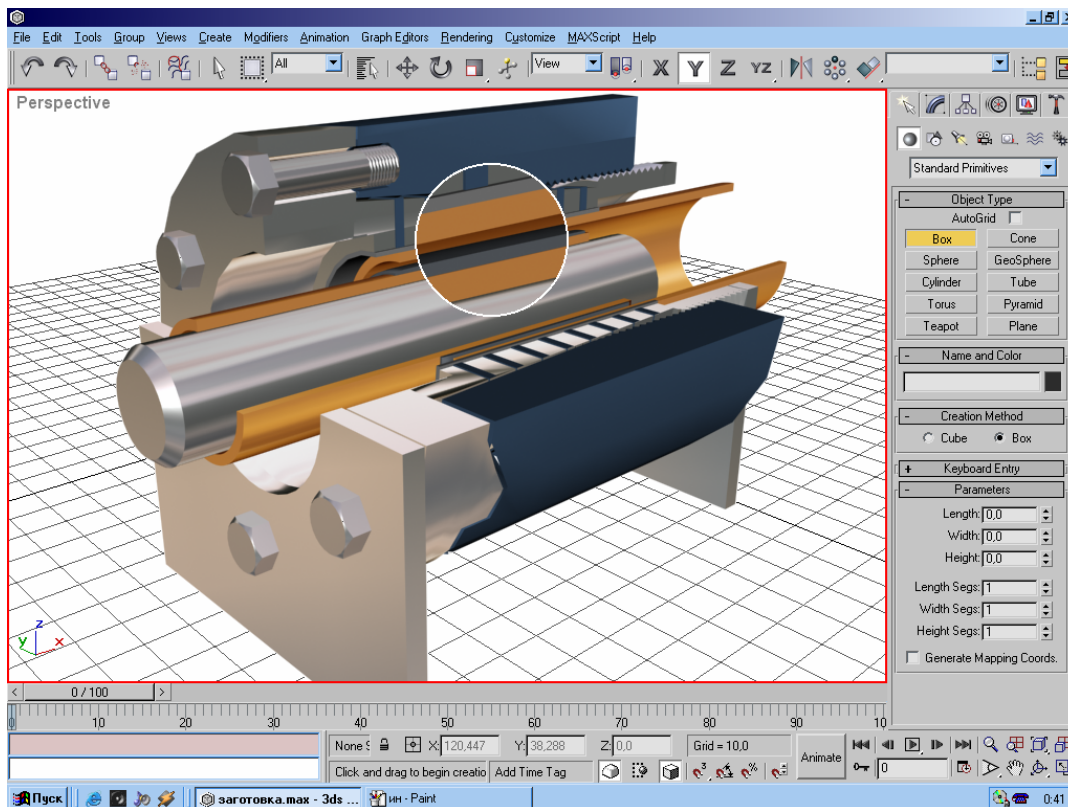 File Edit Tools Group Views Create Modifiers Animation Graph Editors Rendering Customize MAXScript Help
All View X Y Z YZ
Perspective
Standard Primitives
- Object Type
AutoGrid
Box Cone
Sphere GeoSphere
Cylinder Tube
Torus Pyramid
Teapot Plane
- Name and Color
- Creation Method
Cube Box
+ Keyboard Entry
- Parameters
Length: 0,0
Width: 0,0
Height: 0,0
Length Segs: 1
Width Segs: 1
Height Segs: 1
Generate Mapping Coords.
z
y x
< 0 / 100 >
0 10 20 30 40 50 60 70 80 90 10
None S X: 120,447 Y: 38,288 Z: 0,0 Grid = 10,0
Animate
Click and drag to begin creatio Add Time Tag
0
Пуск заготовка.max - 3ds ... ин - Paint 0:41